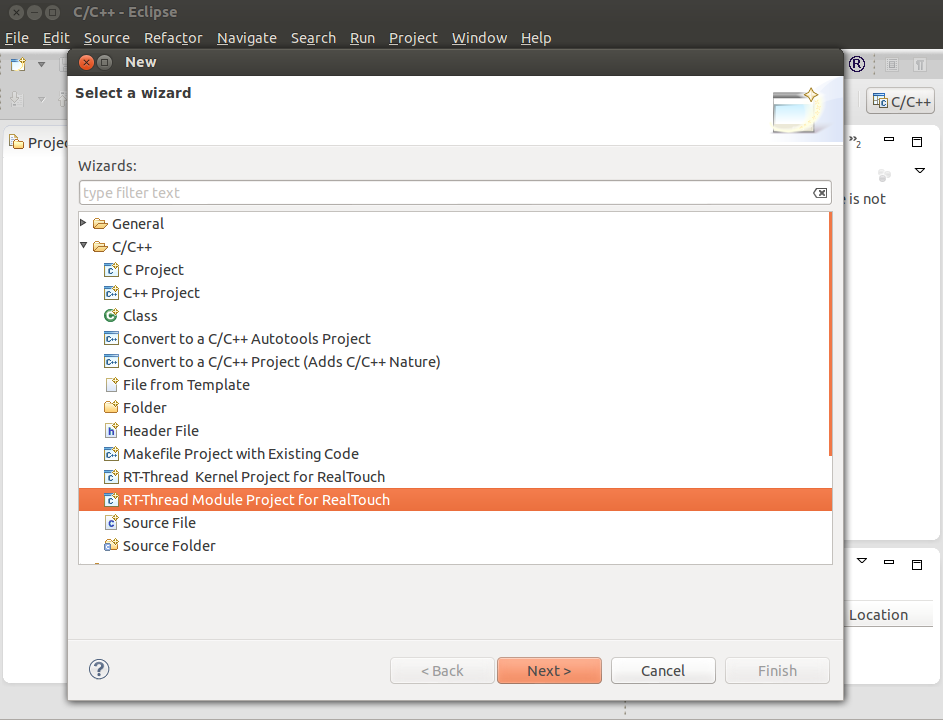 C/C++ - Eclipse
File Edit Source Refactor Navigate Search Run Project Window Help
New
Select a wizard
C/C++
Wizards:
type filter text
General
C/C++
C Project
C++ Project
Class
Convert to a C/C++ Autotools Project
Convert to a C/C++ Project (Adds C/C++ Nature)
File from Template
Folder
Header File
Makefile Project with Existing Code
RT-Thread  Kernel Project for RealTouch
RT-Thread Module Project for RealTouch
Source File
Source Folder
Projec
»2
is not
Location
< Back Next > Cancel Finish